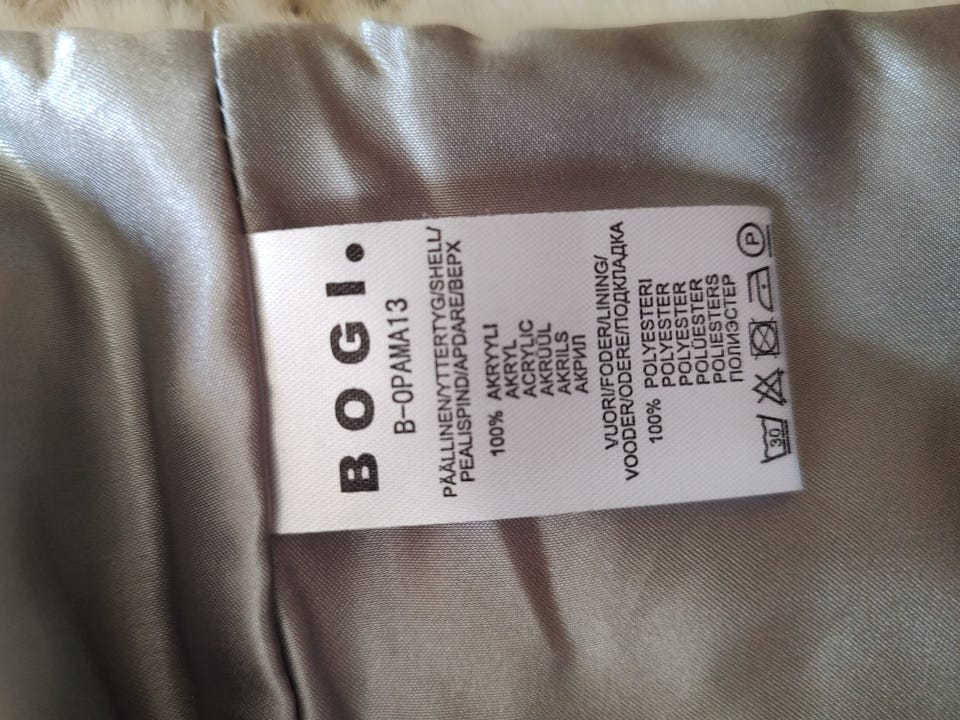 BOGI.
B-OPAMA13
PÄÄLLINEN/YTTERTYG/SHELL/
PEALISPIND/APDARE/ВЕРХ
100% AKRYYLI
AKRYL
ACRYLIC
AKRÜÜL
AKRILS
АКРИЛ
VUORI/FODER/LINING/
VOODER/ODERE/ПОДКЛАДКА
100% POLYESTERI
POLYESTER
POLYESTER
POLÜESTER
POLIESTERS
ПОЛИЭСТЕР
30 P